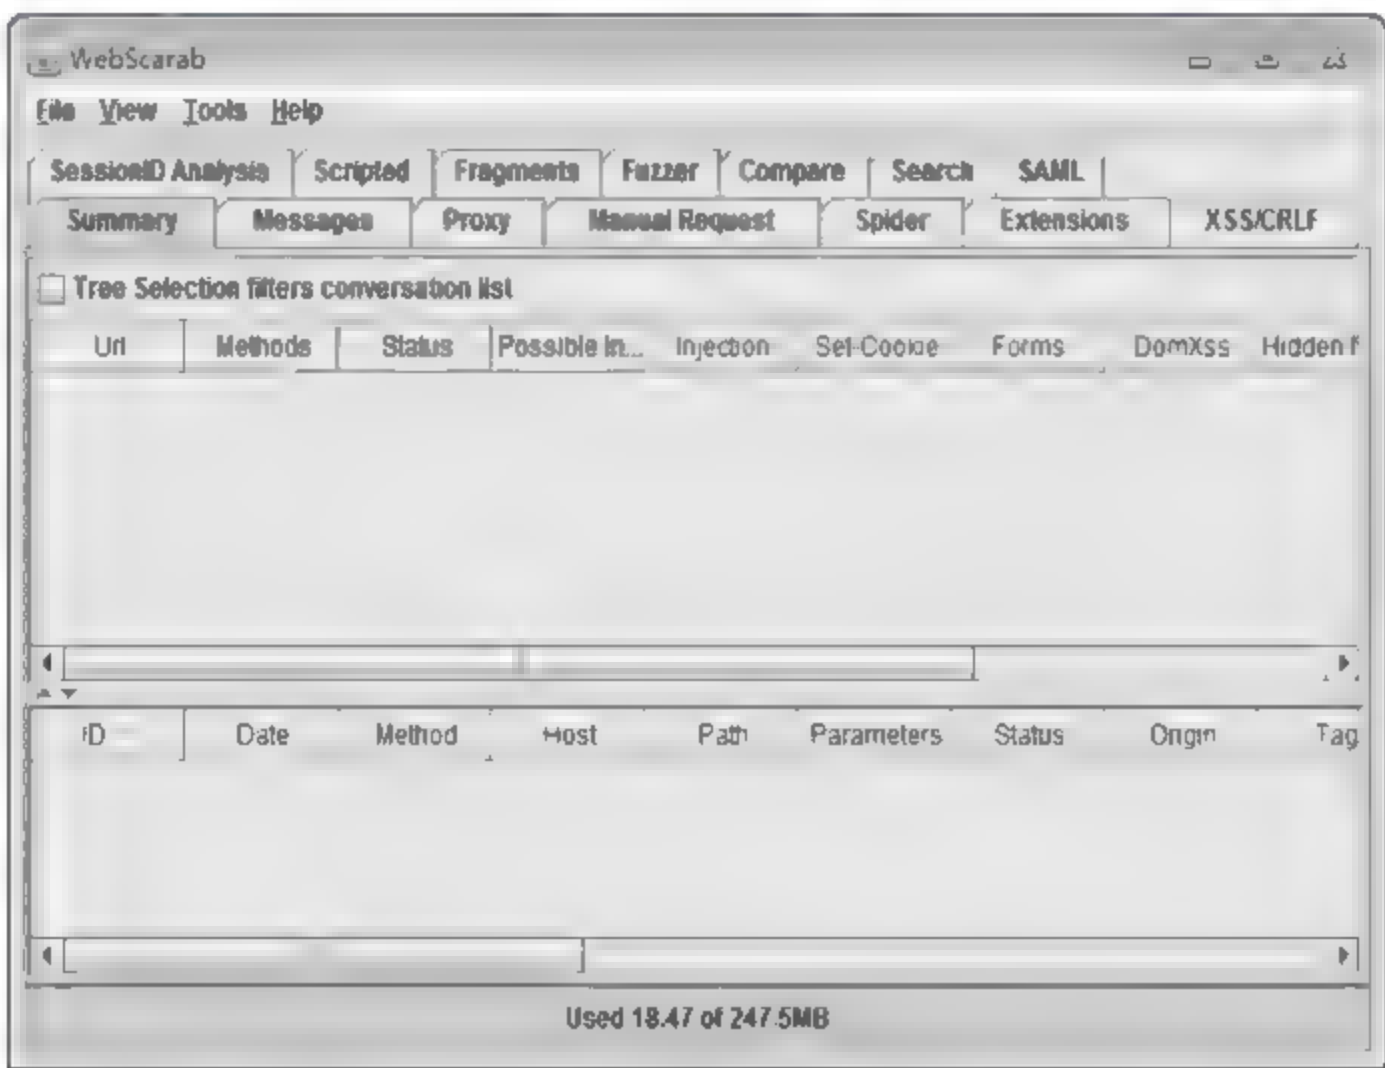 WebScarab
File View Tools Help
SessionID Analysis Scripted Fragments Fuzzer Compare Search SAML
Summary Messages Proxy Manual Request Spider Extensions XSS/CRLF
Tree Selection filters conversation list
Url Methods Status Possible In... Injection Set-Cookie Forms DomXss Hidden f
ID Date Method Host Path Parameters Status Origin Tag
Used 18.47 of 247.5MB